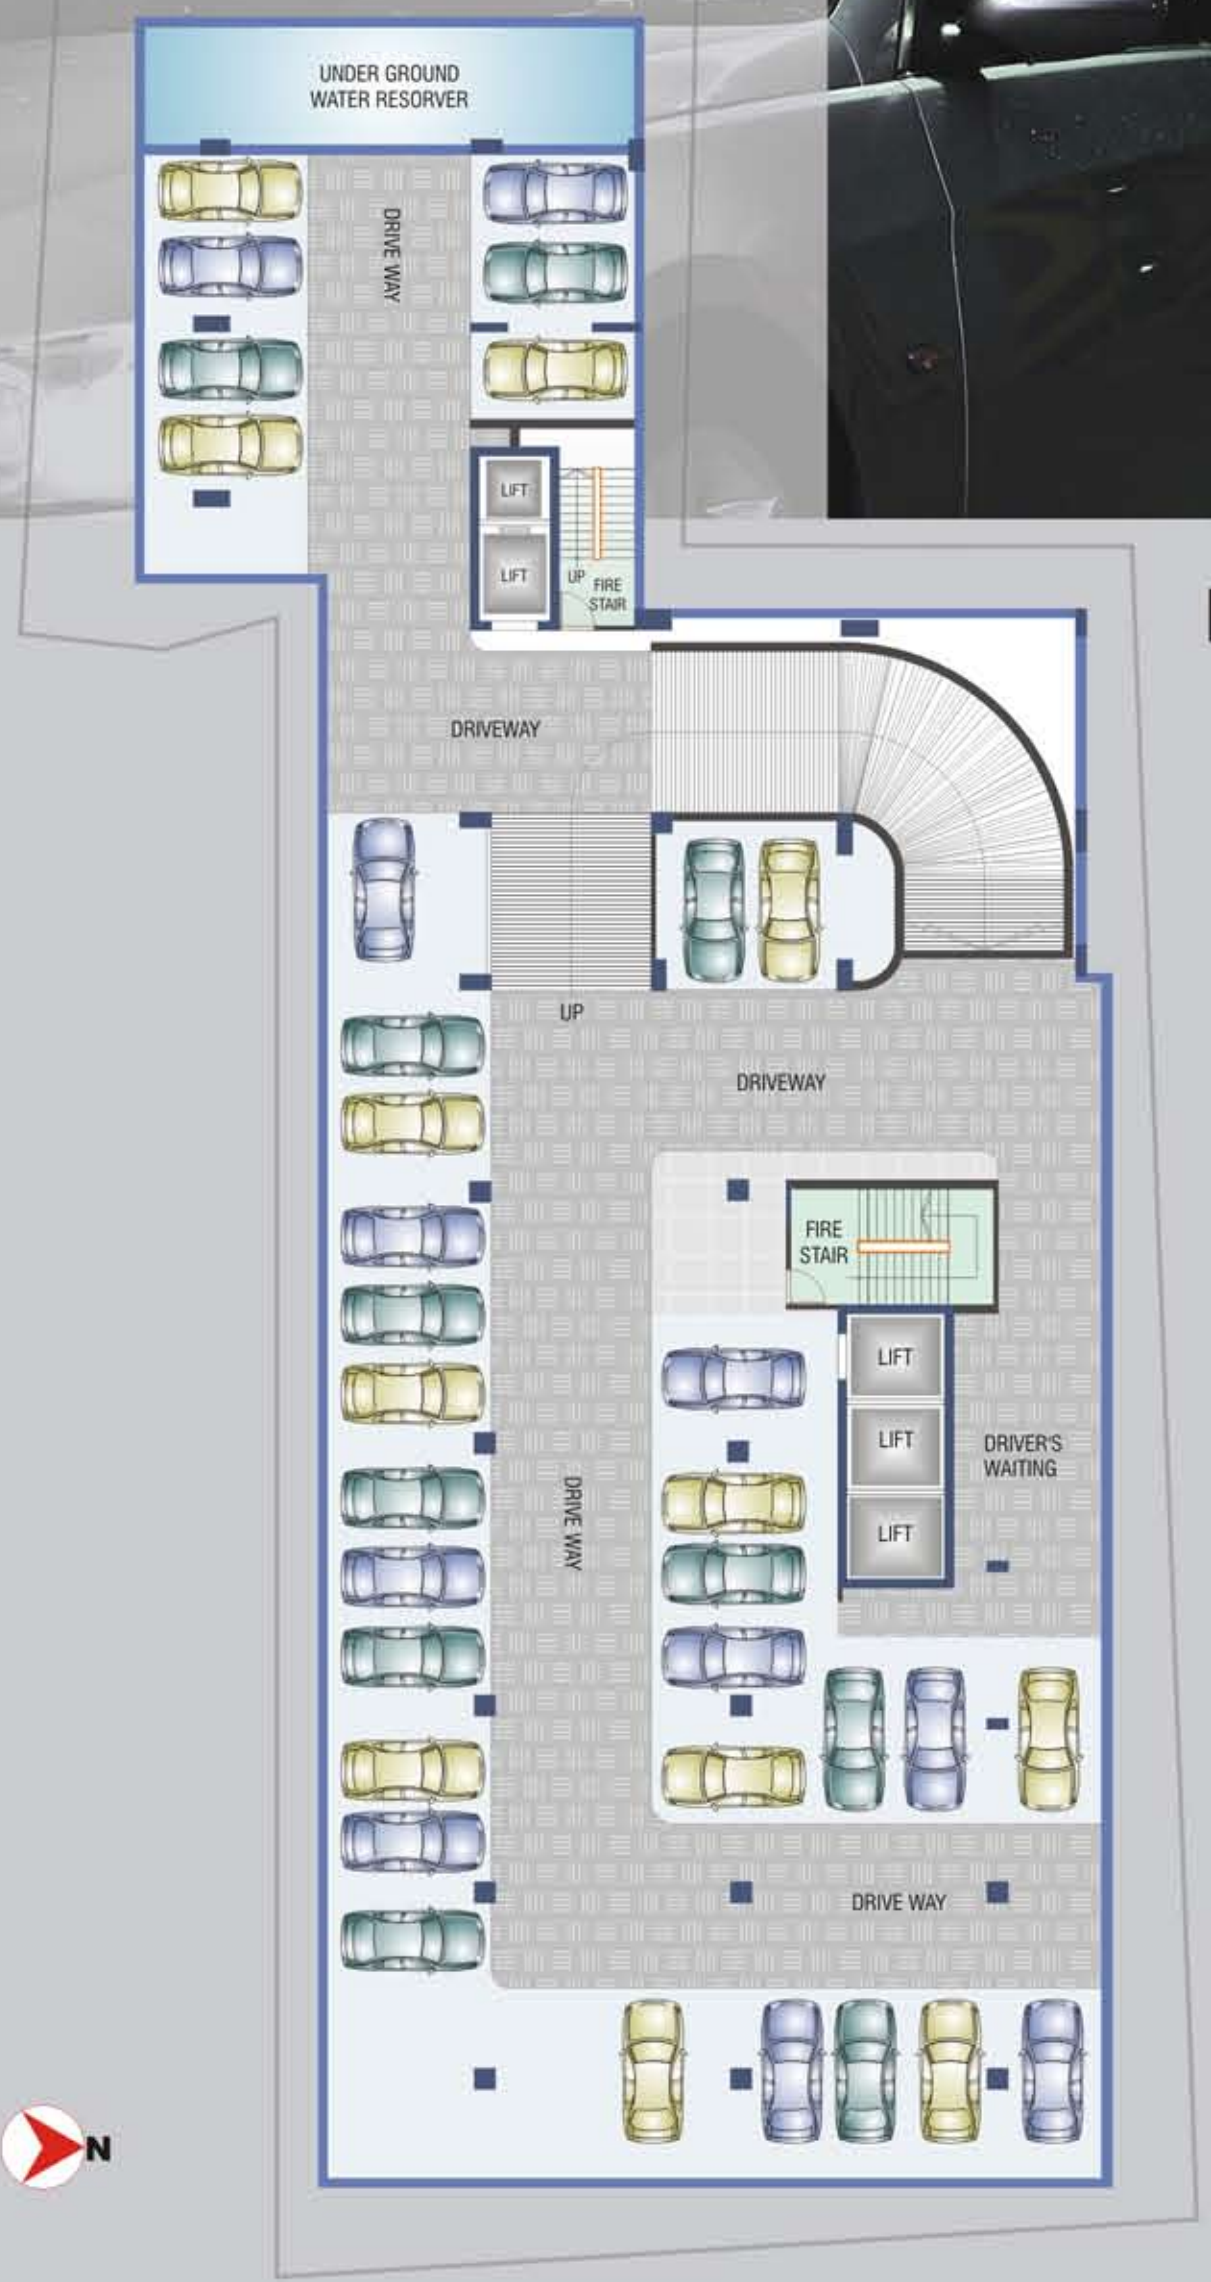 UNDER GROUND
WATER RESORVER
DRIVE WAY
LIFT
LIFT
UP
FIRE
STAIR
DRIVEWAY
UP
DRIVEWAY
FIRE
STAIR
LIFT
LIFT
DRIVER'S
WAITING
DRIVE WAY
LIFT
DRIVE WAY
N